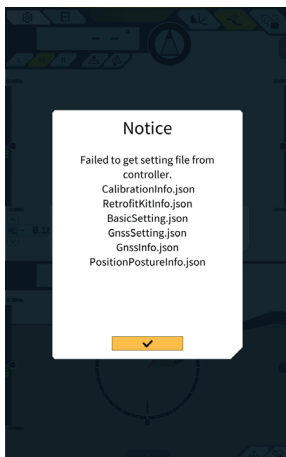 Notice
Failed to get setting file from
controller.
CalibrationInfo.json
RetrofitKitInfo.json
BasicSetting.json
GnssSetting.json
GnssInfo.json
PositionPostureInfo.json